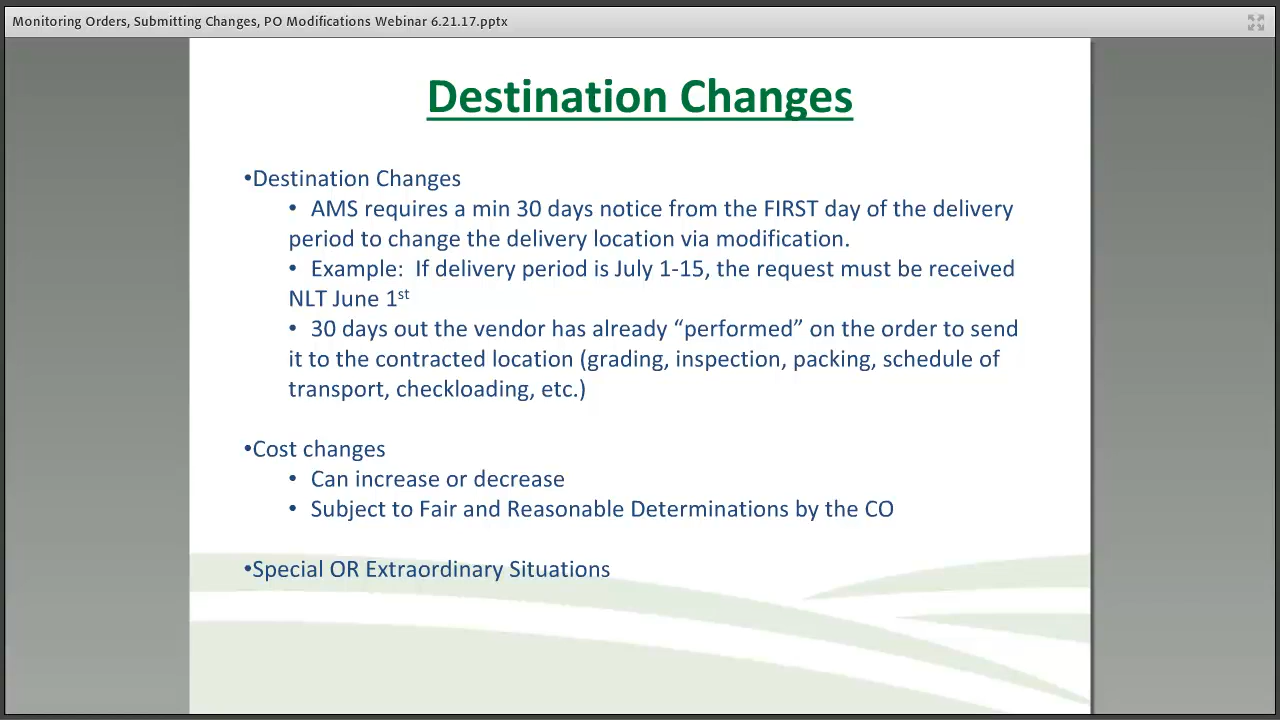 Monitoring Orders, Submitting Changes, PO Modifications Webinar 6.21.17.pptx
Destination Changes
•Destination Changes
• AMS requires a min 30 days notice from the FIRST day of the delivery
period to change the delivery location via modification.
• Example:  If delivery period is July 1-15, the request must be received
NLT June 1st
• 30 days out the vendor has already “performed” on the order to send
it to the contracted location (grading, inspection, packing, schedule of
transport, checkloading, etc.)
•Cost changes
• Can increase or decrease
• Subject to Fair and Reasonable Determinations by the CO
•Special OR Extraordinary Situations